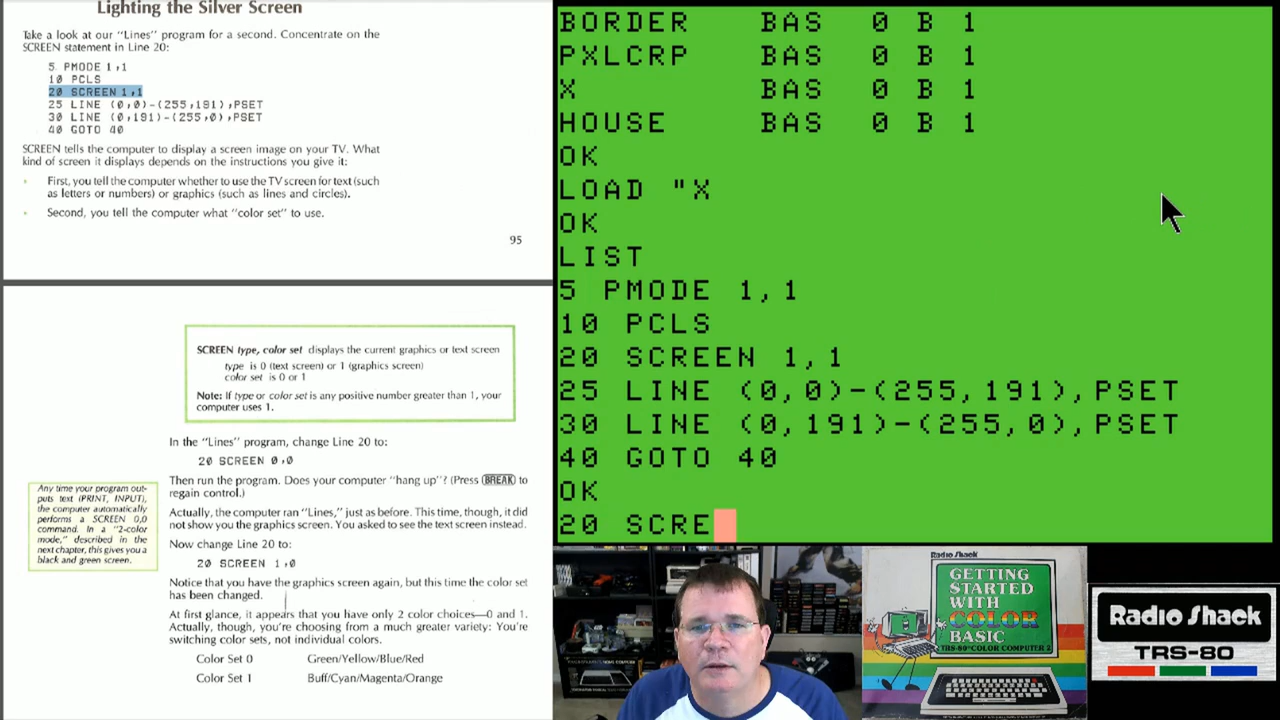 Lighting the Silver Screen
Take a look at our "Lines" program for a second. Concentrate on the
SCREEN statement in Line 20:
5 PMODE 1,1
10 PCLS
20 SCREEN 1,1
25 LINE (0,0)-(255,191),PSET
30 LINE (0,191)-(255,0),PSET
40 GOTO 40
SCREEN tells the computer to display a screen image on your TV. What
kind of screen it displays depends on the instructions you give it:
• First, you tell the computer whether to use the TV screen for text (such
as letters or numbers) or graphics (such as lines and circles).
• Second, you tell the computer what "color set" to use.
95
SCREEN type, color set displays the current graphics or text screen
type is 0 (text screen) or 1 (graphics screen)
color set is 0 or 1
Note: If type or color set is any positive number greater than 1, your
computer uses 1.
In the "Lines" program, change Line 20 to:
20 SCREEN 0,0
Then run the program. Does your computer "hang up"? (Press BREAK to
regain control.)
Any time your program out-
puts text (PRINT, INPUT),
the computer automatically
performs a SCREEN 0,0
command. In a "2-color
mode," described in the
next chapter, this gives you a
black and green screen.
Actually, the computer ran "Lines," just as before. This time, though, it did
not show you the graphics screen. You asked to see the text screen instead.
Now change Line 20 to:
20 SCREEN 1,0
Notice that you have the graphics screen again, but this time the color set
has been changed.
At first glance, it appears that you have only 2 color choices—0 and 1.
Actually, though, you're choosing from a much greater variety: You're
switching color sets, not individual colors.
Color Set 0 Green/Yellow/Blue/Red
Color Set 1 Buff/Cyan/Magenta/Orange
BORDER BAS 0 B 1
PXLCRP BAS 0 B 1
X BAS 0 B 1
HOUSE BAS 0 B 1
OK
LOAD "X
OK
LIST
5 PMODE 1,1
10 PCLS
20 SCREEN 1,1
25 LINE (0,0)-(255,191),PSET
30 LINE (0,191)-(255,0),PSET
40 GOTO 40
OK
20 SCRE
Radio Shack
GETTING
STARTED
WITH
COLOR
BASIC
TRS-80 COLOR COMPUTER 2
Radio Shack
TRS-80